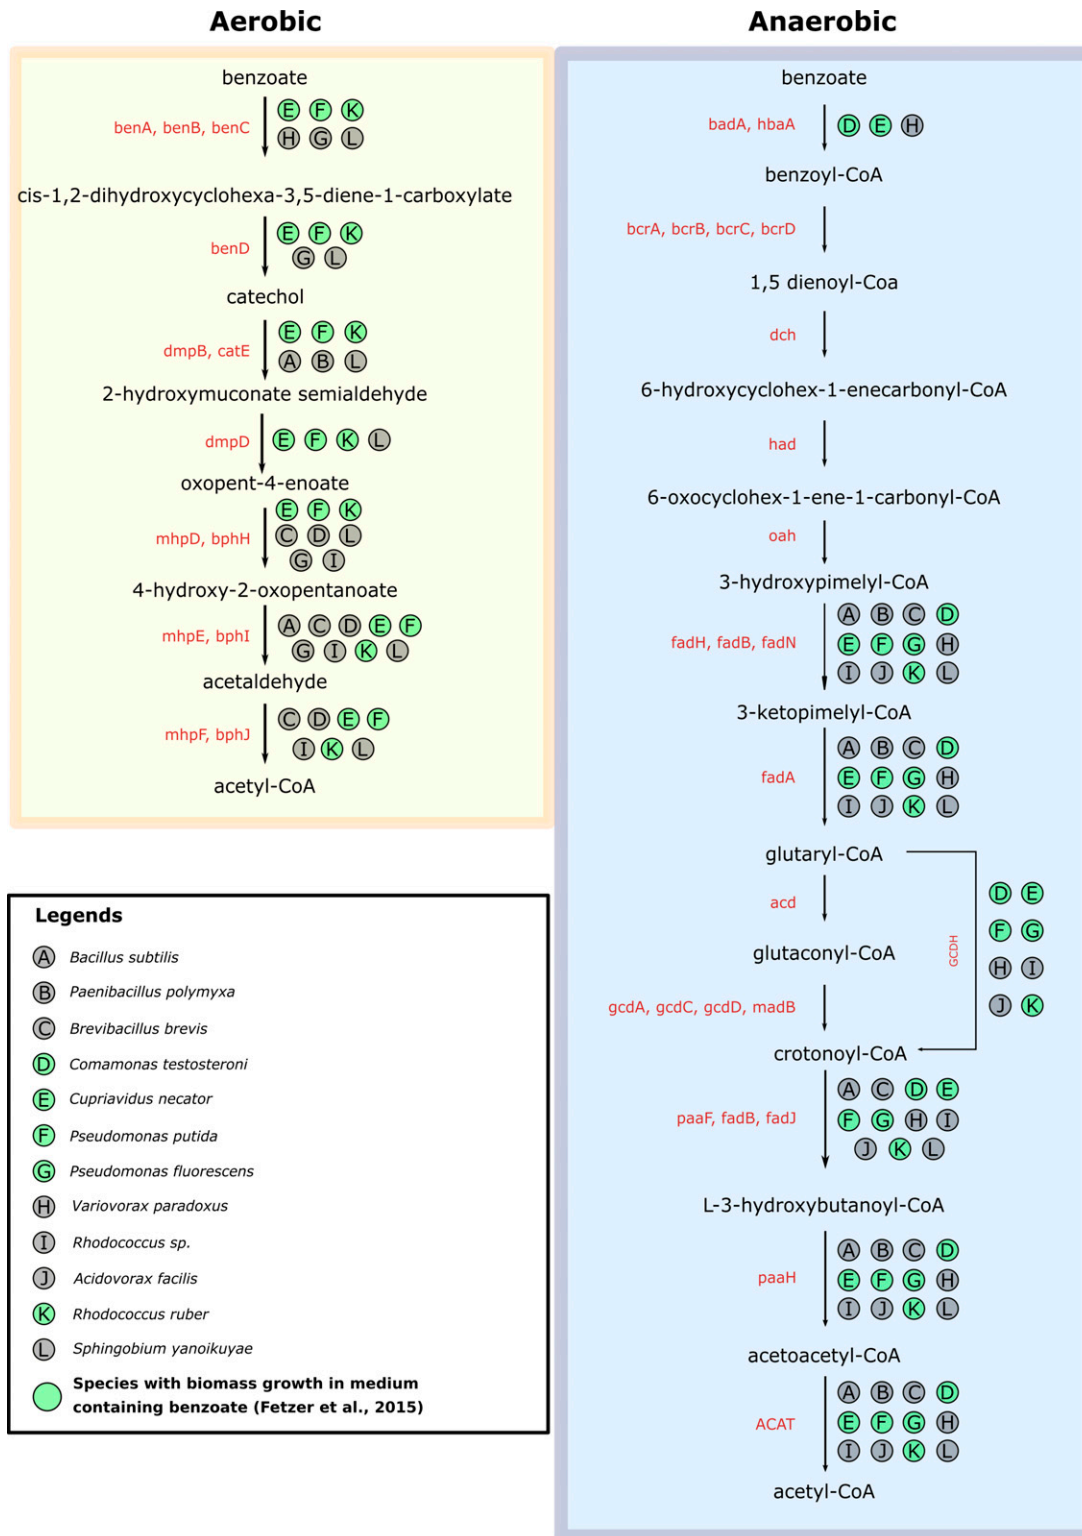 Aerobic
benzoate
benA, benB, benC
E F K
H G L
cis-1,2-dihydroxycyclohexa-3,5-diene-1-carboxylate
benD
E F K
G L
catechol
dmpB, catE
E F K
A B L
2-hydroxymuconate semialdehyde
dmpD
E F K L
oxopent-4-enoate
mhpD, bphH
E F K
C D L
G I
4-hydroxy-2-oxopentanoate
mhpE, bphI
A C D E F
G I K L
acetaldehyde
mhpF, bphJ
C D E F
I K L
acetyl-CoA
Anaerobic
benzoate
badA, hbaA
D E H
benzoyl-CoA
bcrA, bcrB, bcrC, bcrD
1,5 dienoyl-Coa
dch
6-hydroxycyclohex-1-enecarbonyl-CoA
had
6-oxocyclohex-1-ene-1-carbonyl-CoA
oah
3-hydroxypimelyl-CoA
fadH, fadB, fadN
A B C D
E F G H
I J K L
3-ketopimelyl-CoA
fadA
A B C D
E F G H
I J K L
glutaryl-CoA
acd
glutaconyl-CoA
gcdA, gcdC, gcdD, madB
GCDH
D E
F G
H I
J K
crotonoyl-CoA
paaF, fadB, fadJ
A C D E
F G H I
J K L
L-3-hydroxybutanoyl-CoA
paaH
A B C D
E F G H
I J K L
acetoacetyl-CoA
ACAT
A B C D
E F G H
I J K L
acetyl-CoA
Legends
A Bacillus subtilis
B Paenibacillus polymyxa
C Brevibacillus brevis
D Comamonas testosteroni
E Cupriavidus necator
F Pseudomonas putida
G Pseudomonas fluorescens
H Variovorax paradoxus
I Rhodococcus sp.
J Acidovorax facilis
K Rhodococcus ruber
L Sphingobium yanoikuyae
Species with biomass growth in medium
containing benzoate (Fetzer et al., 2015)